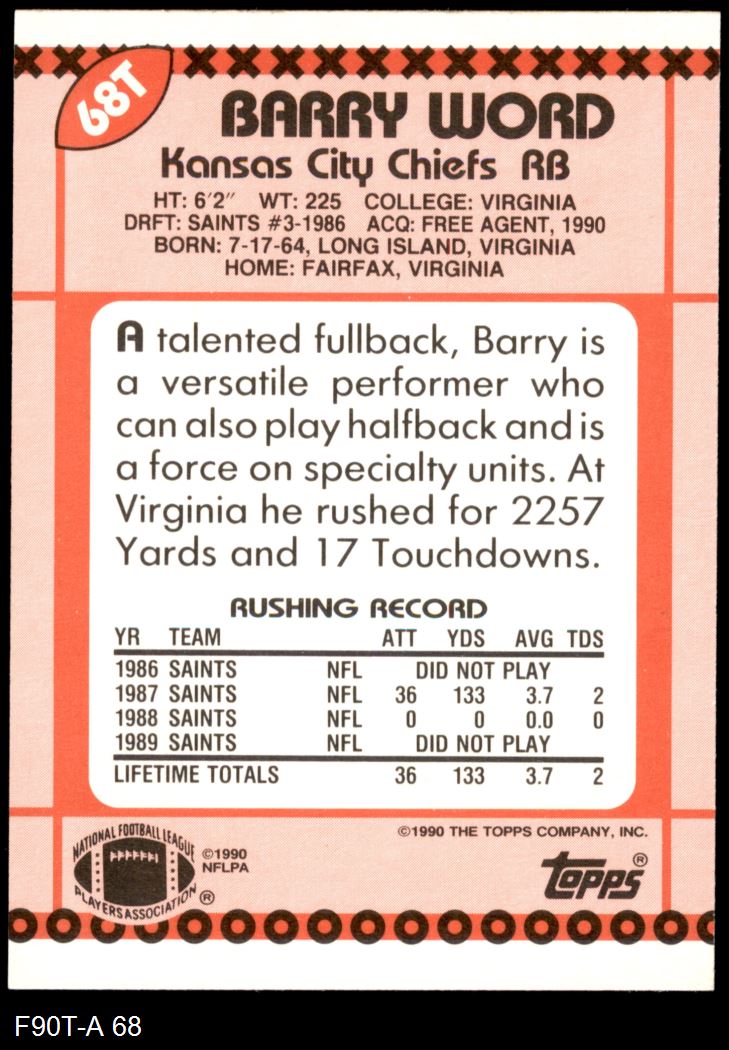 68T
BARRY WORD
Kansas City Chiefs RB
HT: 6'2" WT: 225 COLLEGE: VIRGINIA
DRFT: SAINTS #3-1986 ACQ: FREE AGENT, 1990
BORN: 7-17-64, LONG ISLAND, VIRGINIA
HOME: FAIRFAX, VIRGINIA
A talented fullback, Barry is
a versatile performer who
can also play halfback and is
a force on specialty units. At
Virginia he rushed for 2257
Yards and 17 Touchdowns.
RUSHING RECORD
YR TEAM ATT YDS AVG TDS
1986 SAINTS NFL DID NOT PLAY
1987 SAINTS NFL 36 133 3.7 2
1988 SAINTS NFL 0 0 0.0 0
1989 SAINTS NFL DID NOT PLAY
LIFETIME TOTALS 36 133 3.7 2
©1990 THE TOPPS COMPANY, INC.
NATIONAL FOOTBALL LEAGUE
PLAYERS ASSOCIATION ®
©1990
NFLPA
topps®
F90T-A 68